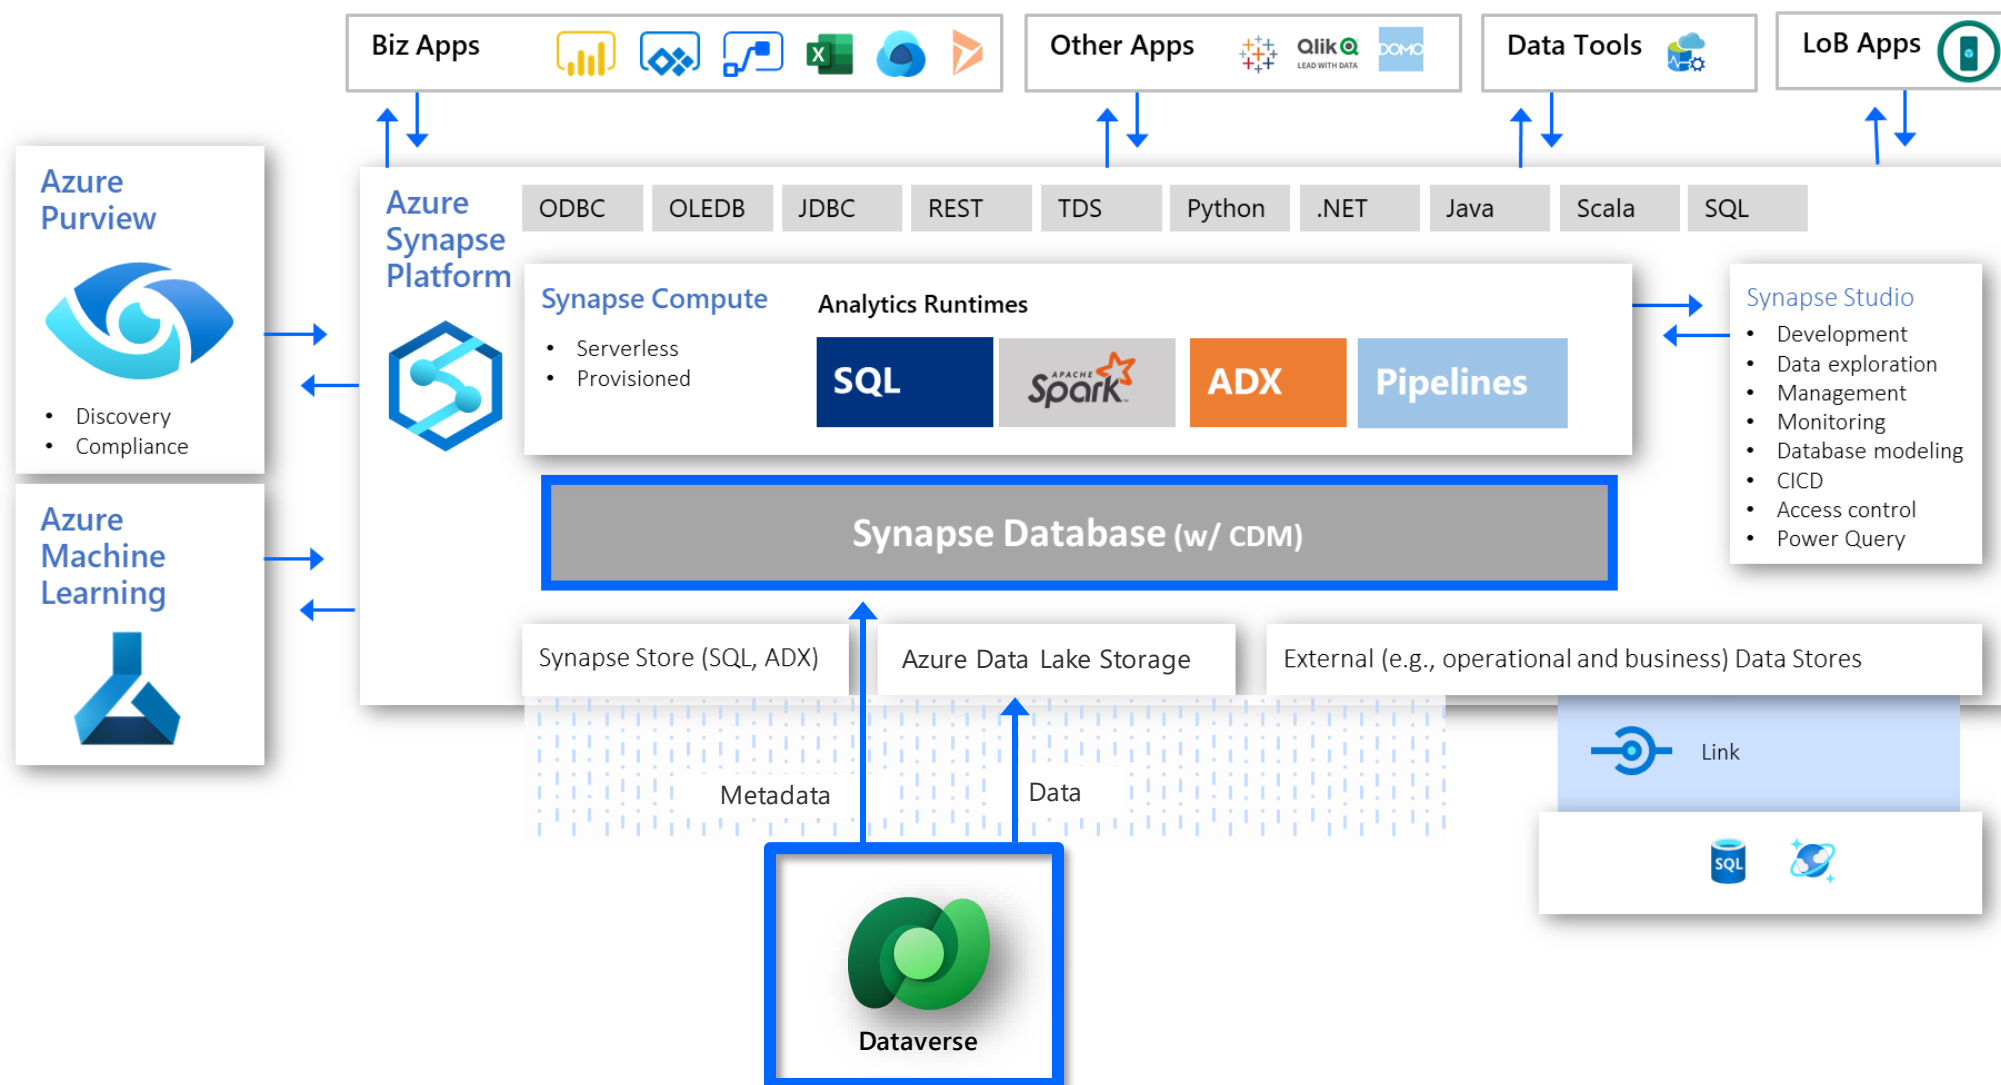 Biz Apps
Other Apps
Qlik
LEAD WITH DATA
DOMO
Data Tools
LoB Apps
Azure
Purview
• Discovery
• Compliance
Azure
Machine
Learning
Azure
Synapse
Platform
ODBC
OLEDB
JDBC
REST
TDS
Python
.NET
Java
Scala
SQL
Synapse Compute
• Serverless
• Provisioned
Analytics Runtimes
SQL
APACHE
Spark
ADX
Pipelines
Synapse Studio
• Development
• Data exploration
• Management
• Monitoring
• Database modeling
• CICD
• Access control
• Power Query
Synapse Database (w/ CDM)
Synapse Store (SQL, ADX)
Azure Data Lake Storage
External (e.g., operational and business) Data Stores
Metadata
Data
Link
SQL
Dataverse